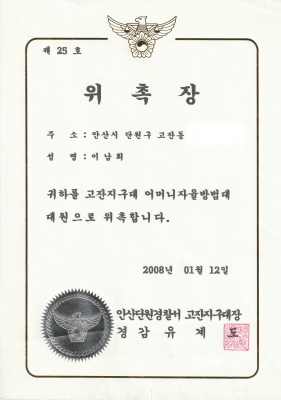 제 25 호
위 촉 장
주 소 : 안산시 단원구 고잔동
성 명 : 이남희
귀하를 고잔지구대 어머니자율방범대
대원으로 위촉합니다.
2008년 01월 12일
안산단원경찰서 고잔지구대장
경 감 유 제 도